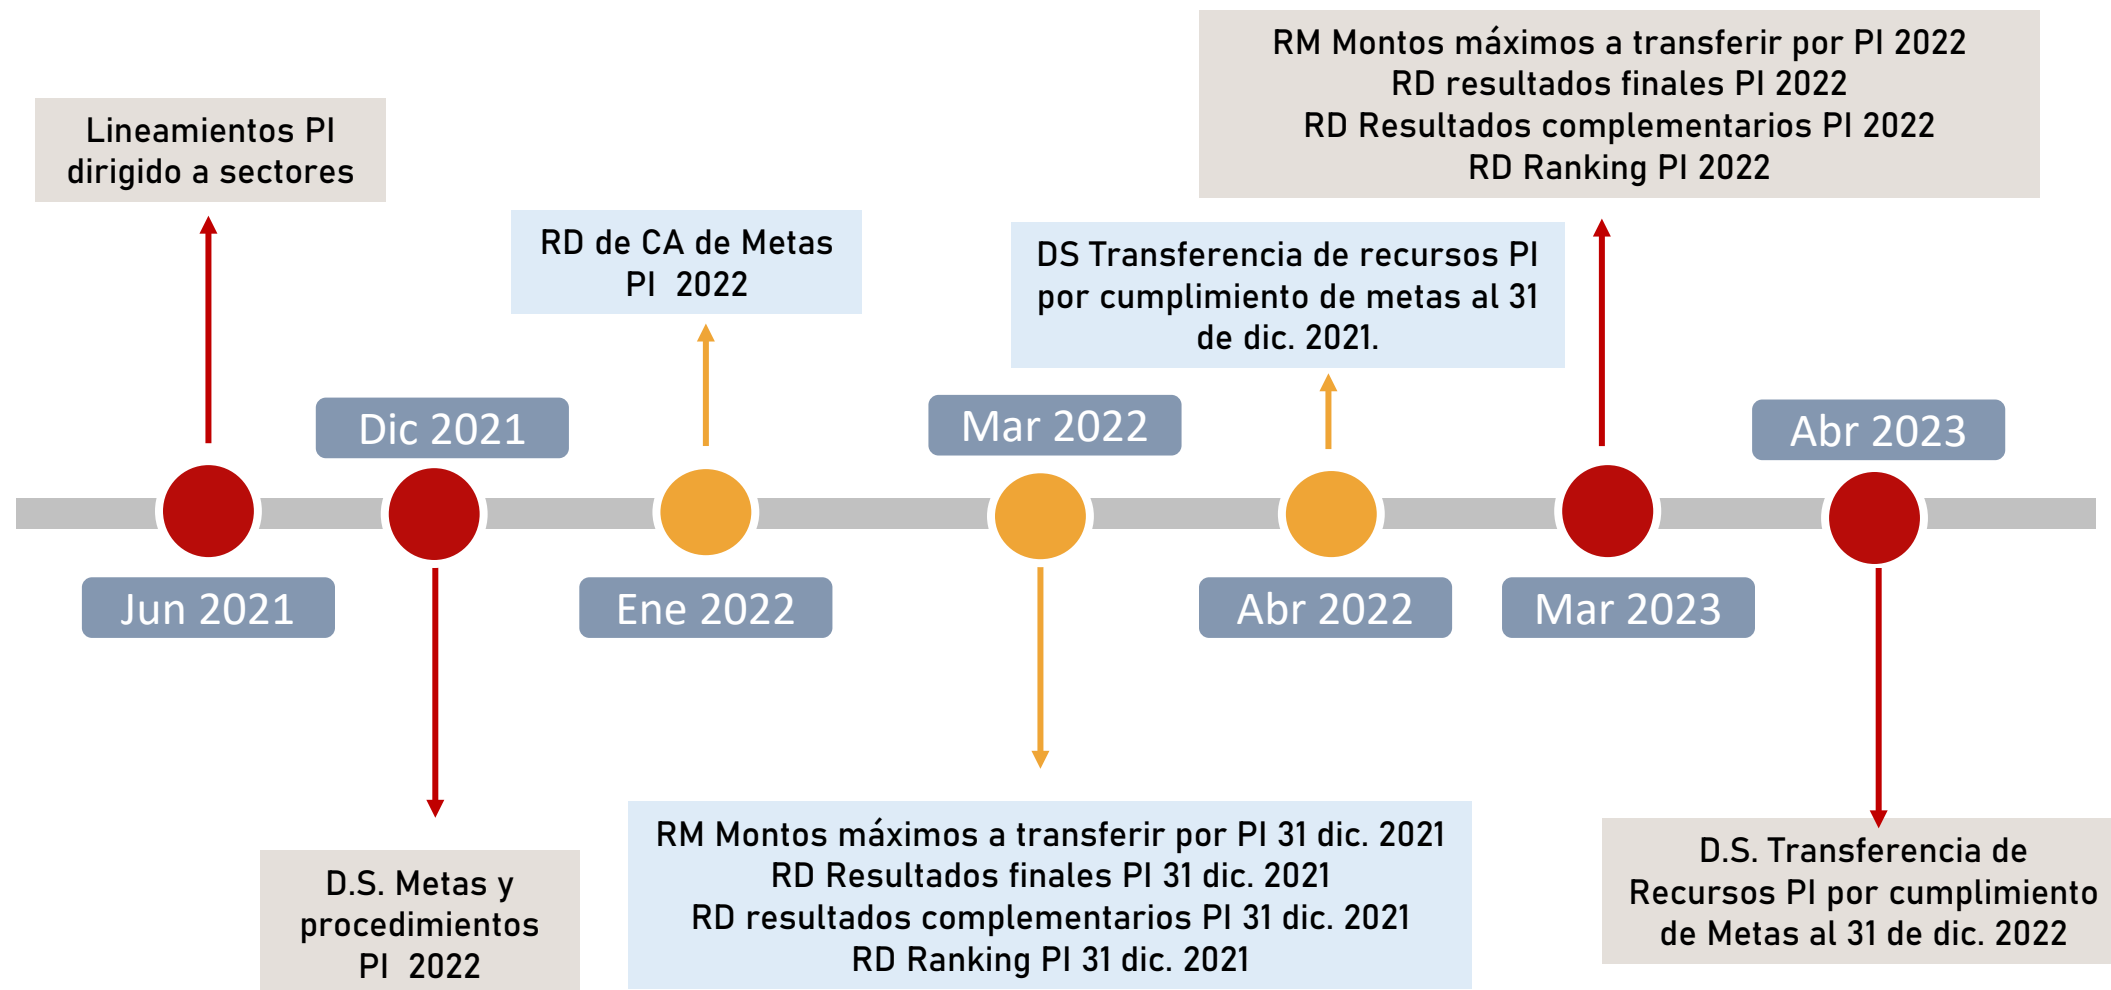 RM Montos máximos a transferir por PI 2022
RD resultados finales PI 2022
RD Resultados complementarios PI 2022
RD Ranking PI 2022
Lineamientos PI
dirigido a sectores
RD de CA de Metas
PI 2022
DS Transferencia de recursos PI
por cumplimiento de metas al 31
de dic. 2021.
Dic 2021
Mar 2022
Abr 2023
Jun 2021
Ene 2022
Abr 2022
Mar 2023
D.S. Metas y
procedimientos
PI 2022
RM Montos máximos a transferir por PI 31 dic. 2021
RD Resultados finales PI 31 dic. 2021
RD resultados complementarios PI 31 dic. 2021
RD Ranking PI 31 dic. 2021
D.S. Transferencia de
Recursos PI por cumplimiento
de Metas al 31 de dic. 2022